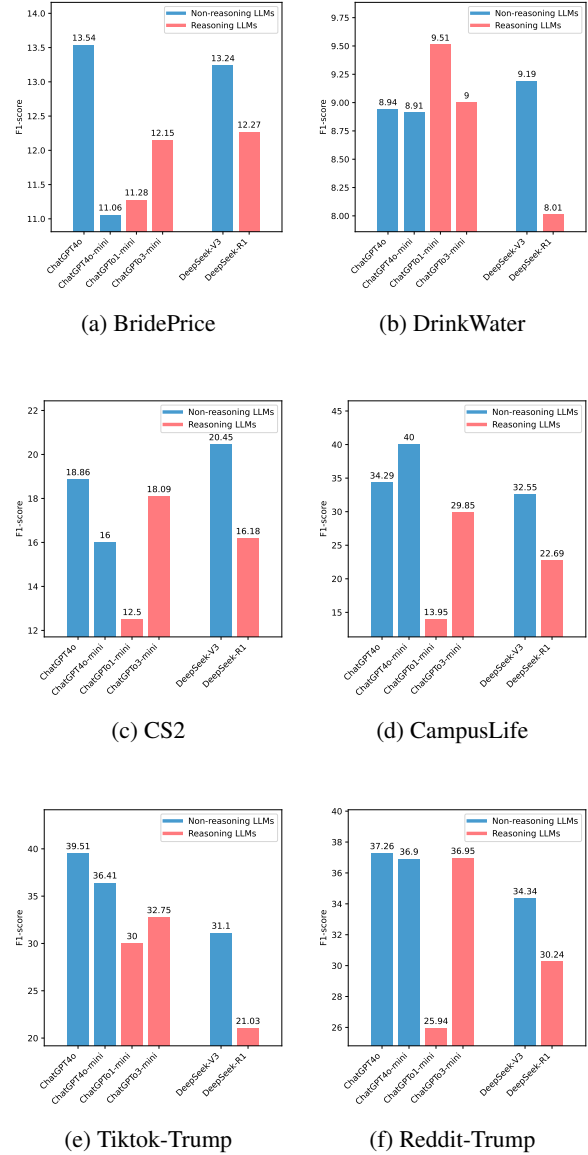 Non-reasoning LLMs
Reasoning LLMs
F1-score
14.0
13.5
13.0
12.5
12.0
11.5
11.0
13.54
11.06
11.28
12.15
13.24
12.27
ChatGPT4o
ChatGPT4o-mini
ChatGPTo1-mini
ChatGPTo3-mini
DeepSeek-V3
DeepSeek-R1
(a) BridePrice
Non-reasoning LLMs
Reasoning LLMs
F1-score
9.75
9.50
9.25
9.00
8.75
8.50
8.25
8.00
8.94
8.91
9.51
9
9.19
8.01
ChatGPT4o
ChatGPT4o-mini
ChatGPTo1-mini
ChatGPTo3-mini
DeepSeek-V3
DeepSeek-R1
(b) DrinkWater
Non-reasoning LLMs
Reasoning LLMs
F1-score
22
20
18
16
14
12
18.86
16
12.5
18.09
20.45
16.18
ChatGPT4o
ChatGPT4o-mini
ChatGPTo1-mini
ChatGPTo3-mini
DeepSeek-V3
DeepSeek-R1
(c) CS2
Non-reasoning LLMs
Reasoning LLMs
F1-score
45
40
35
30
25
20
15
34.29
40
13.95
29.85
32.55
22.69
ChatGPT4o
ChatGPT4o-mini
ChatGPTo1-mini
ChatGPTo3-mini
DeepSeek-V3
DeepSeek-R1
(d) CampusLife
Non-reasoning LLMs
Reasoning LLMs
F1-score
40
35
30
25
20
39.51
36.41
30
32.75
31.1
21.03
ChatGPT4o
ChatGPT4o-mini
ChatGPTo1-mini
ChatGPTo3-mini
DeepSeek-V3
DeepSeek-R1
(e) Tiktok-Trump
Non-reasoning LLMs
Reasoning LLMs
F1-score
40
38
36
34
32
30
28
26
37.26
36.9
25.94
36.95
34.34
30.24
ChatGPT4o
ChatGPT4o-mini
ChatGPTo1-mini
ChatGPTo3-mini
DeepSeek-V3
DeepSeek-R1
(f) Reddit-Trump